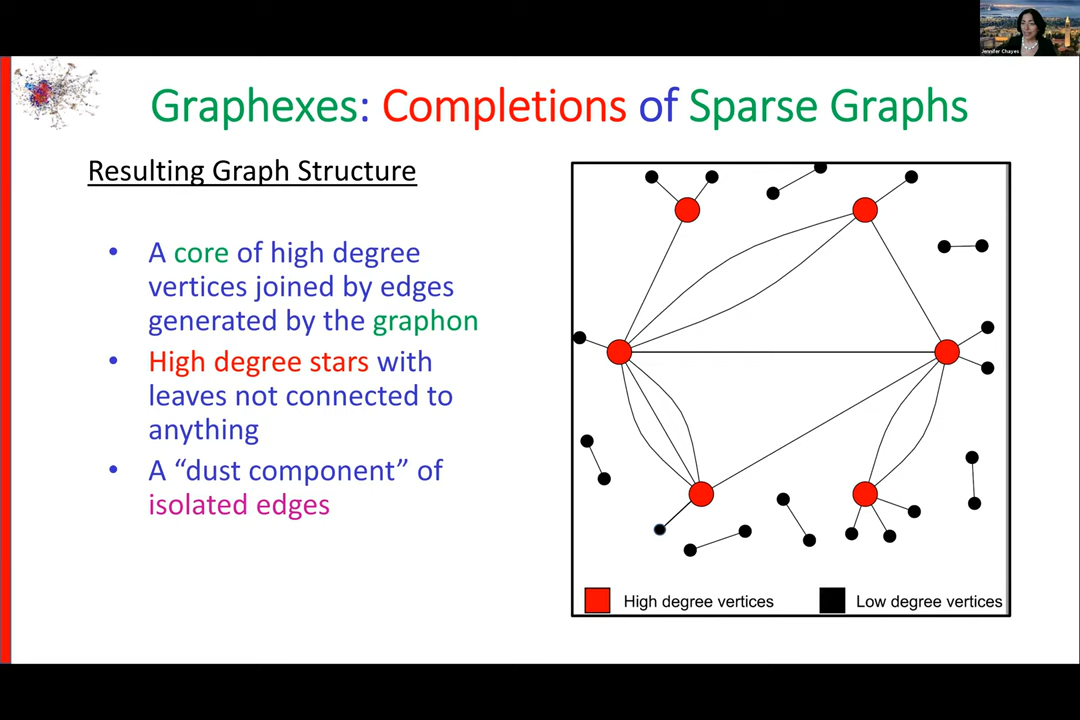 Jennifer Chayes
Graphexes: Completions of Sparse Graphs
Resulting Graph Structure
• A core of high degree
vertices joined by edges
generated by the graphon
• High degree stars with
leaves not connected to
anything
• A “dust component” of
isolated edges
High degree vertices
Low degree vertices